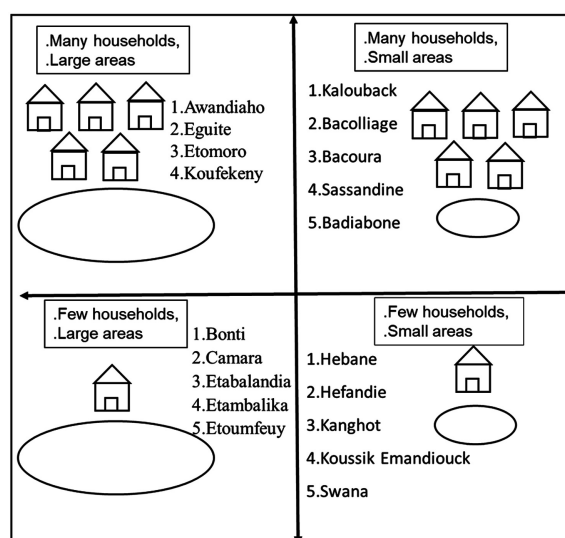 .Many households,
.Large areas
1.Awandiaho
2.Eguite
3.Etomoro
4.Koufekeny
.Many households,
.Small areas
1.Kalouback
2.Bacolliage
3.Bacoura
4.Sassandine
5.Badiabone
.Few households,
.Large areas
1.Bonti
2.Camara
3.Etabalandia
4.Etambalika
5.Etoumfeuy
.Few households,
.Small areas
1.Hebane
2.Hefandie
3.Kanghot
4.Koussik Emandiouck
5.Swana